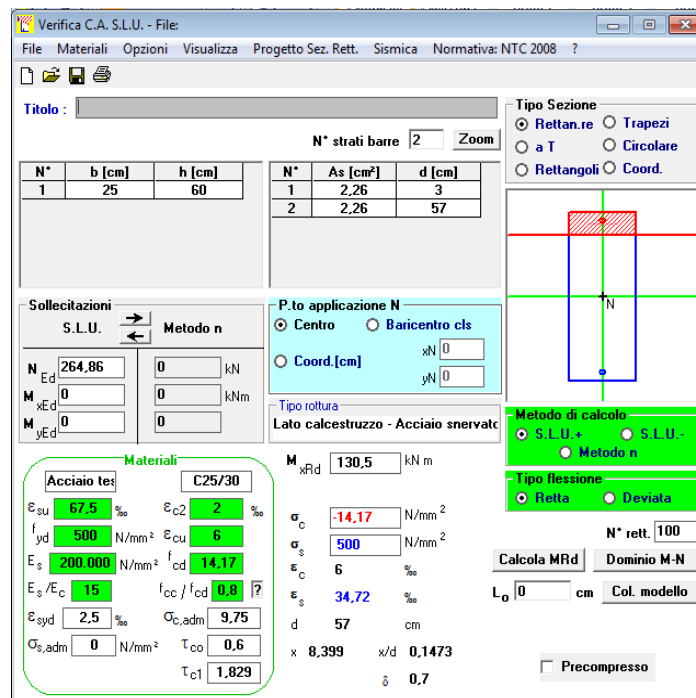 Verifica C.A. S.L.U. - File:
File Materiali Opzioni Visualizza Progetto Sez. Rett. Sismica Normativa: NTC 2008 ?
Titolo :
N* strati barre 2 Zoom
N* b [cm] h [cm]
1 25 60
N* As [cm²] d [cm]
1 2,26 3
2 2,26 57
Tipo Sezione
Rettan.re Trapezi
a T Circolare
Rettangoli Coord.
N
Sollecitazioni
S.L.U. Metodo n
N Ed 264,86 0 kN
M xEd 0 0 kNm
M yEd 0 0
P.to applicazione N
Centro Baricentro cls
Coord.[cm] xN 0
yN 0
Tipo rottura
Lato calcestruzzo - Acciaio snervato
Metodo di calcolo
S.L.U.+ S.L.U.-
Metodo n
Tipo flessione
Retta Deviata
N* rett. 100
Calcola MRd Dominio M-N
L₀ 0 cm Col. modello
Precompresso
Materiali
Acciaio tes C25/30
εsu 67,5 ‰ εc2 2 ‰
fyd 500 N/mm² εcu 6
Es 200.000 N/mm² fcd 14,17
Es /Ec 15 fcc / fcd 0,8 ?
εsyd 2,5 ‰ σc,adm 9,75
σs,adm 0 N/mm² τco 0,6
τc1 1,829
M xRd 130,5 kN m
σc -14,17 N/mm²
σs 500 N/mm²
εc 6 ‰
εs 34,72 ‰
d 57 cm
x 8,399 x/d 0,1473
δ 0,7